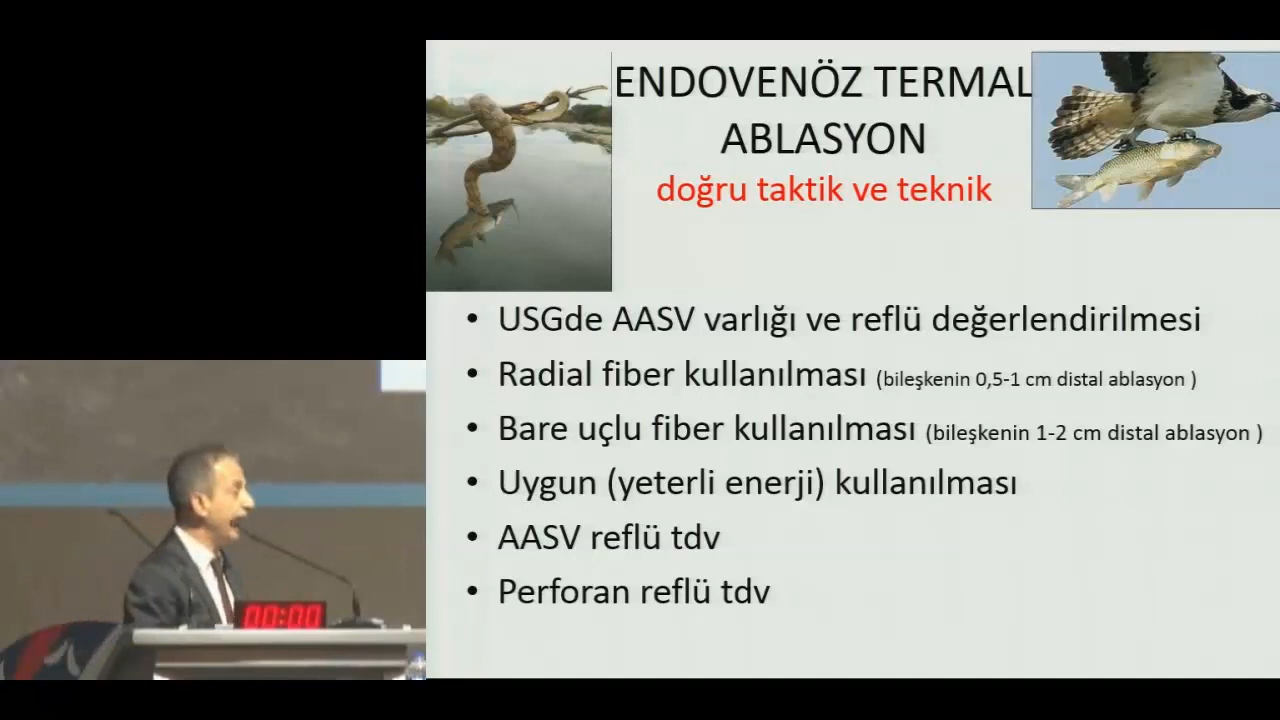 ENDOVENÖZ TERMAL
ABLASYON
doğru taktik ve teknik
• USGde AASV varlığı ve reflü değerlendirilmesi
• Radial fiber kullanılması (bileşkenin 0,5-1 cm distal ablasyon )
• Bare uçlu fiber kullanılması (bileşkenin 1-2 cm distal ablasyon )
• Uygun (yeterli enerji) kullanılması
• AASV reflü tdv
• Perforan reflü tdv
00:00